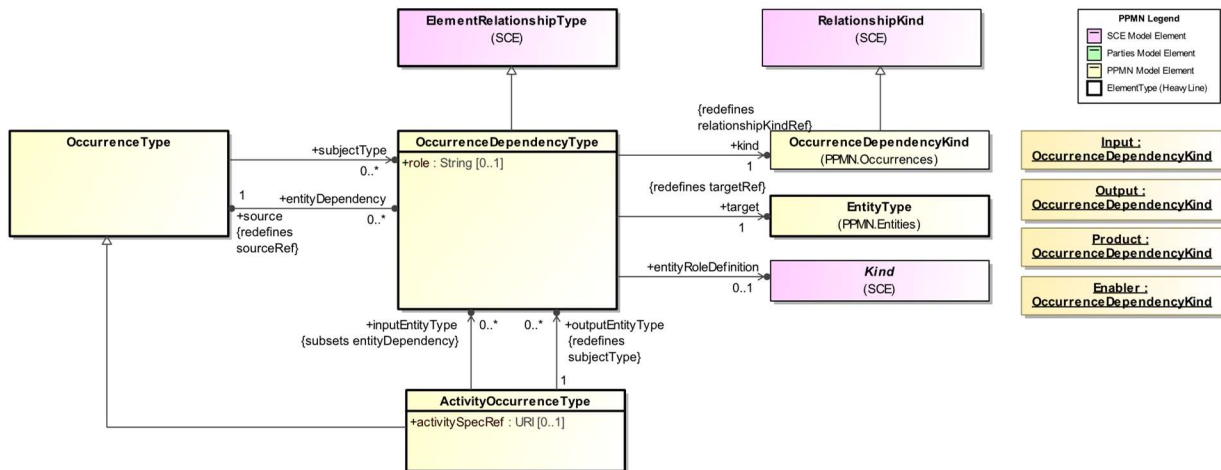 ElementRelationshipType
(SCE)
RelationshipKind
(SCE)
PPMN Legend
SCE Model Element
Parties Model Element
PPMN Model Element
ElementType (Heavy Line)
OccurrenceType
+subjectType
0..*
1
+entityDependency
0..*
+source
{redefines
sourceRef}
OccurrenceDependencyType
+role : String [0..1]
{redefines
relationshipKindRef}
+kind
1
OccurrenceDependencyKind
(PPMN.Occurrences)
{redefines targetRef}
+target
1
EntityType
(PPMN.Entities)
+entityRoleDefinition
0..1
Kind
(SCE)
Input :
OccurrenceDependencyKind
Output :
OccurrenceDependencyKind
Product :
OccurrenceDependencyKind
Enabler :
OccurrenceDependencyKind
+inputEntityType
{subsets entityDependency}
0..*
0..*
+outputEntityType
{redefines
subjectType}
1
ActivityOccurrenceType
+activitySpecRef : URI [0..1]